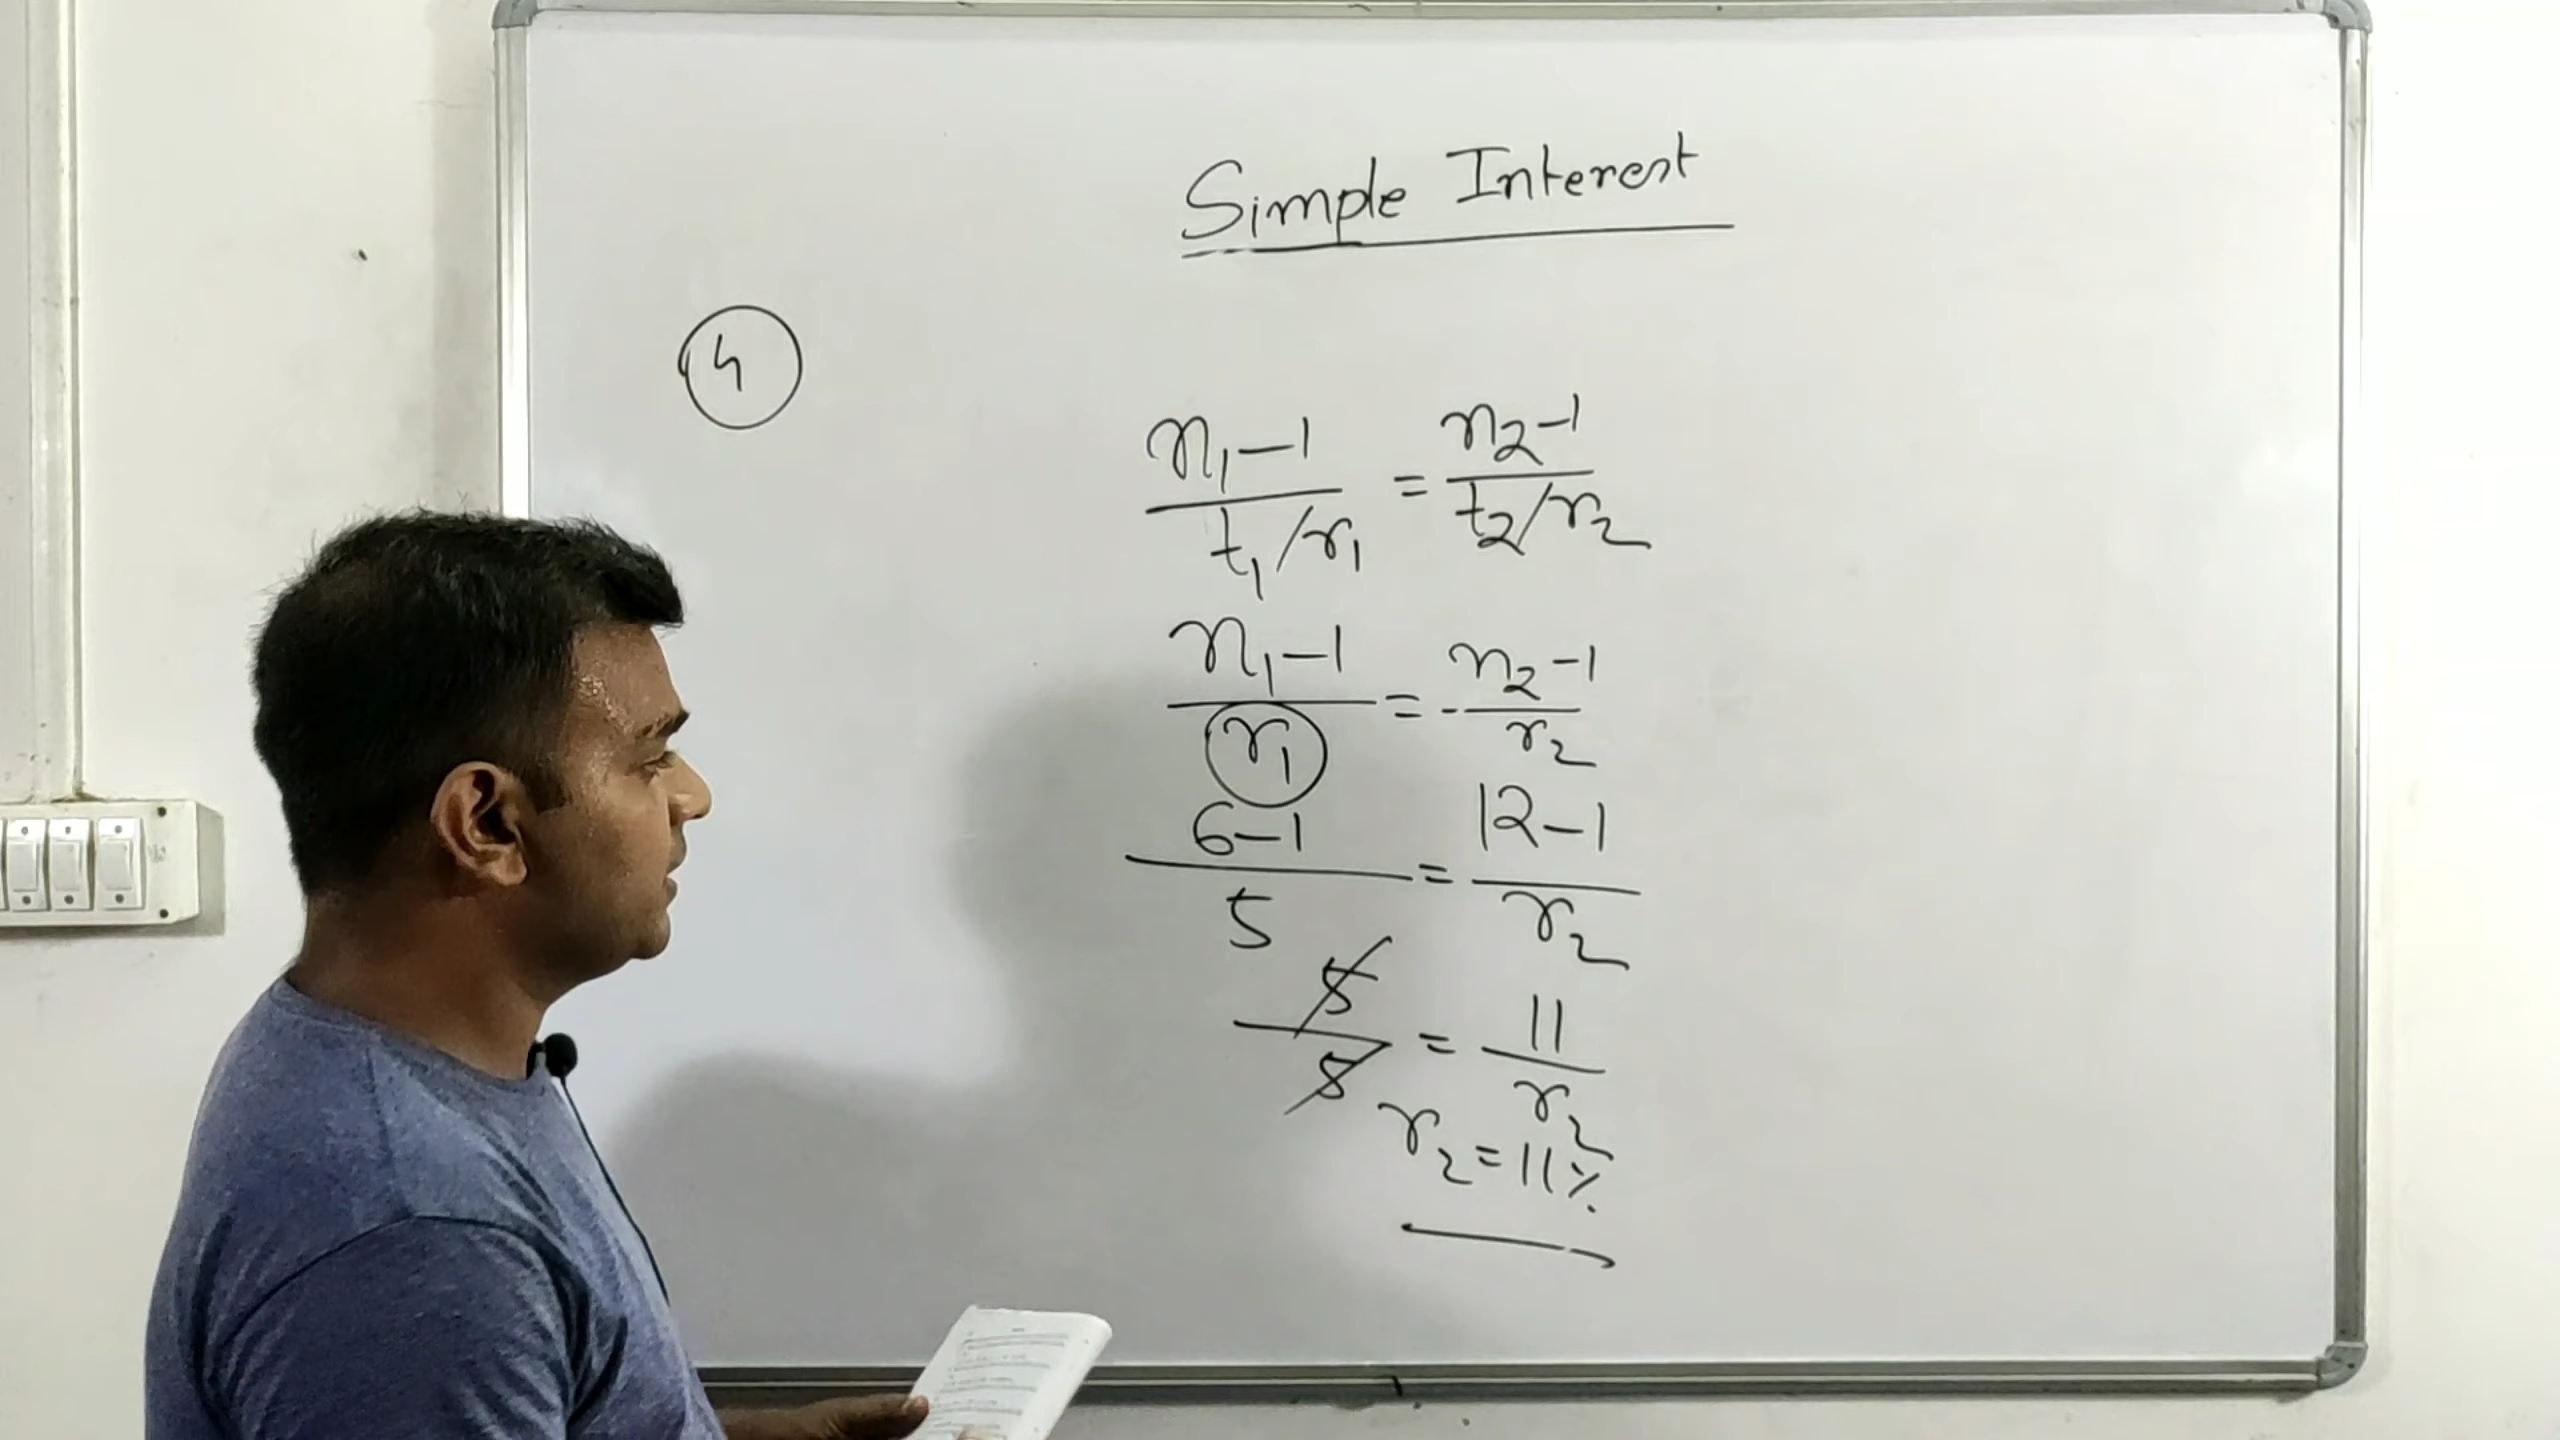 Simple Interest
4
n₁-1 / t₁/r₁ = n₂-1 / t₂/r₂
n₁-1 / r₁ = n₂-1 / r₂
6-1 / 5 = 12-1 / r₂
5 / 5 = 11 / r₂
r₂ = 11%